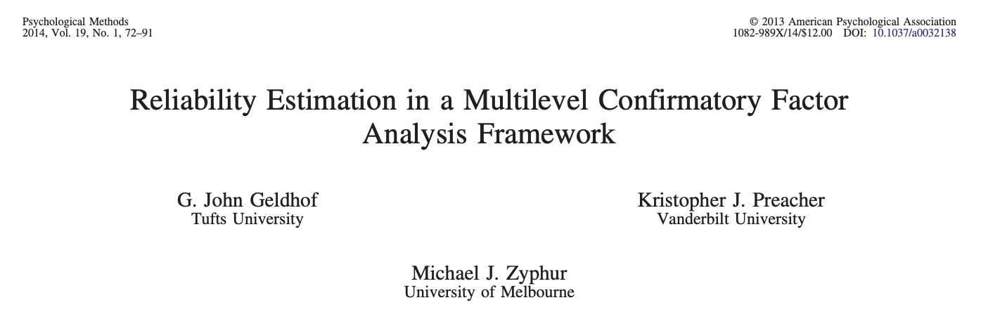 Psychological Methods
2014, Vol. 19, No. 1, 72–91
© 2013 American Psychological Association
1082-989X/14/$12.00 DOI: 10.1037/a0032138
Reliability Estimation in a Multilevel Confirmatory Factor
Analysis Framework
G. John Geldhof
Tufts University
Kristopher J. Preacher
Vanderbilt University
Michael J. Zyphur
University of Melbourne